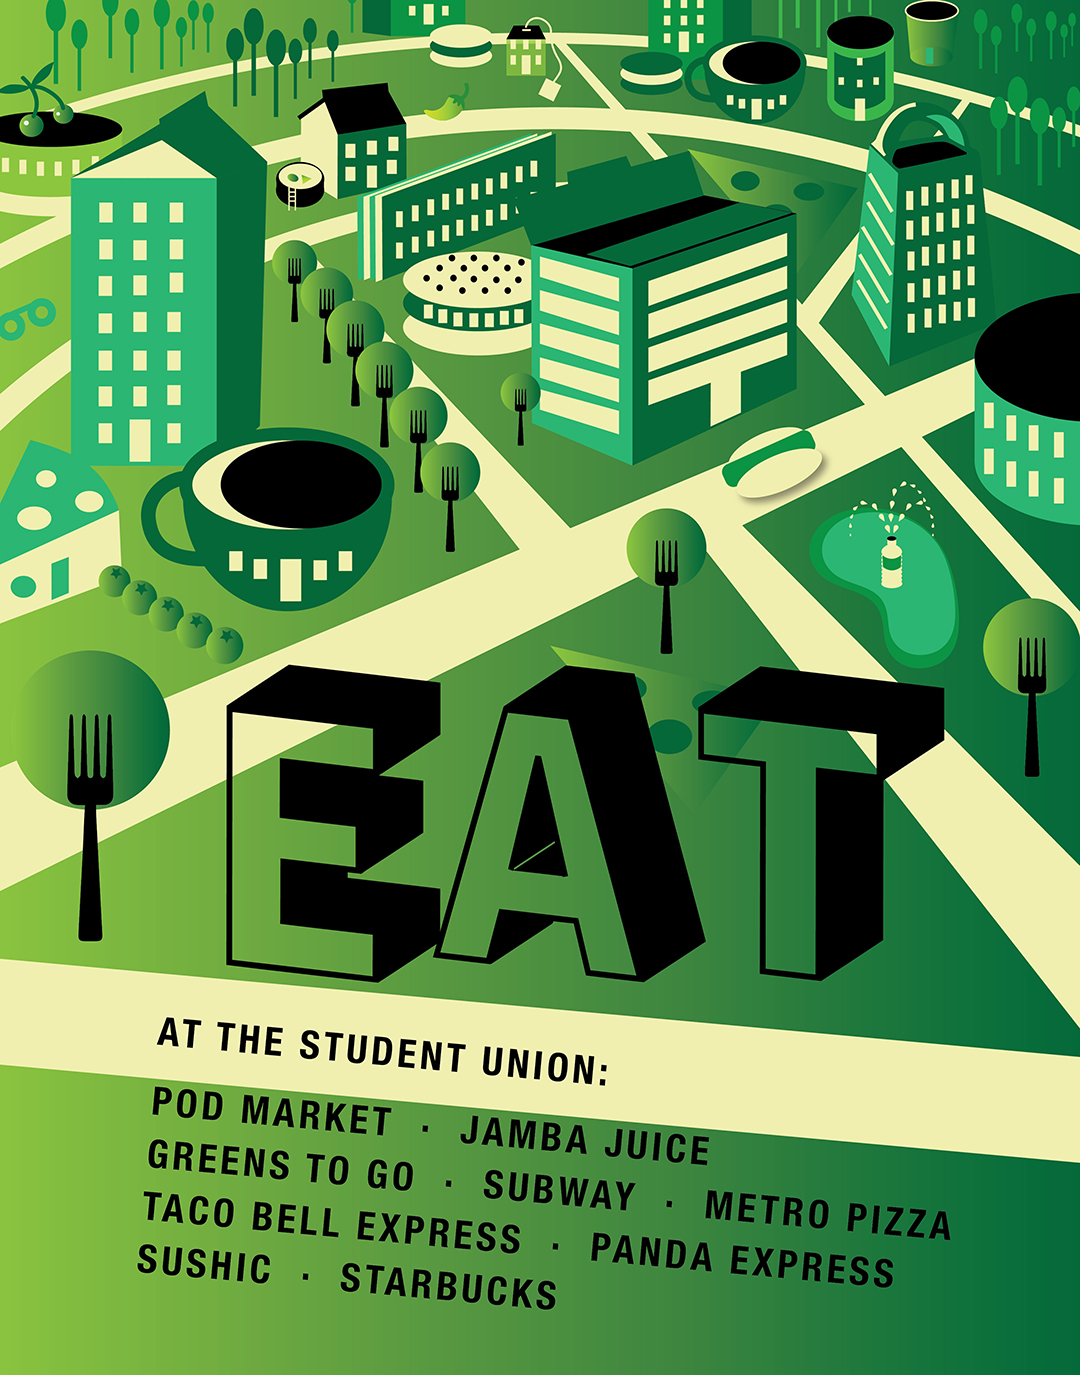 EAT
AT THE STUDENT UNION:
POD MARKET · JAMBA JUICE
GREENS TO GO · SUBWAY · METRO PIZZA
TACO BELL EXPRESS · PANDA EXPRESS
SUSHIC · STARBUCKS